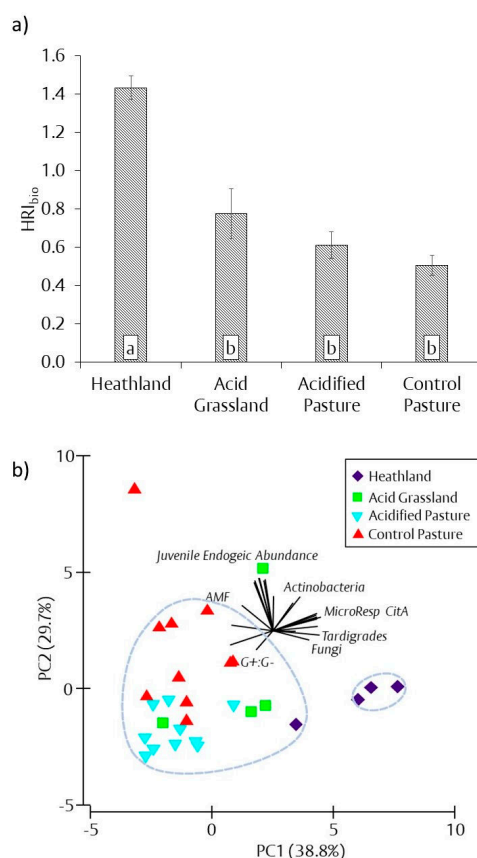 a)
1.6
1.4
1.2
1.0
0.8
0.6
0.4
0.2
0.0
HRIbio
a
b
b
b
Heathland
Acid
Grassland
Acidified
Pasture
Control
Pasture
b)
10
5
0
-5
PC2 (29.7%)
Heathland
Acid Grassland
Acidified Pasture
Control Pasture
Juvenile Endogeic Abundance
AMF
Actinobacteria
MicroResp CitA
Tardigrades
Fungi
G+:G-
-5
0
5
10
PC1 (38.8%)